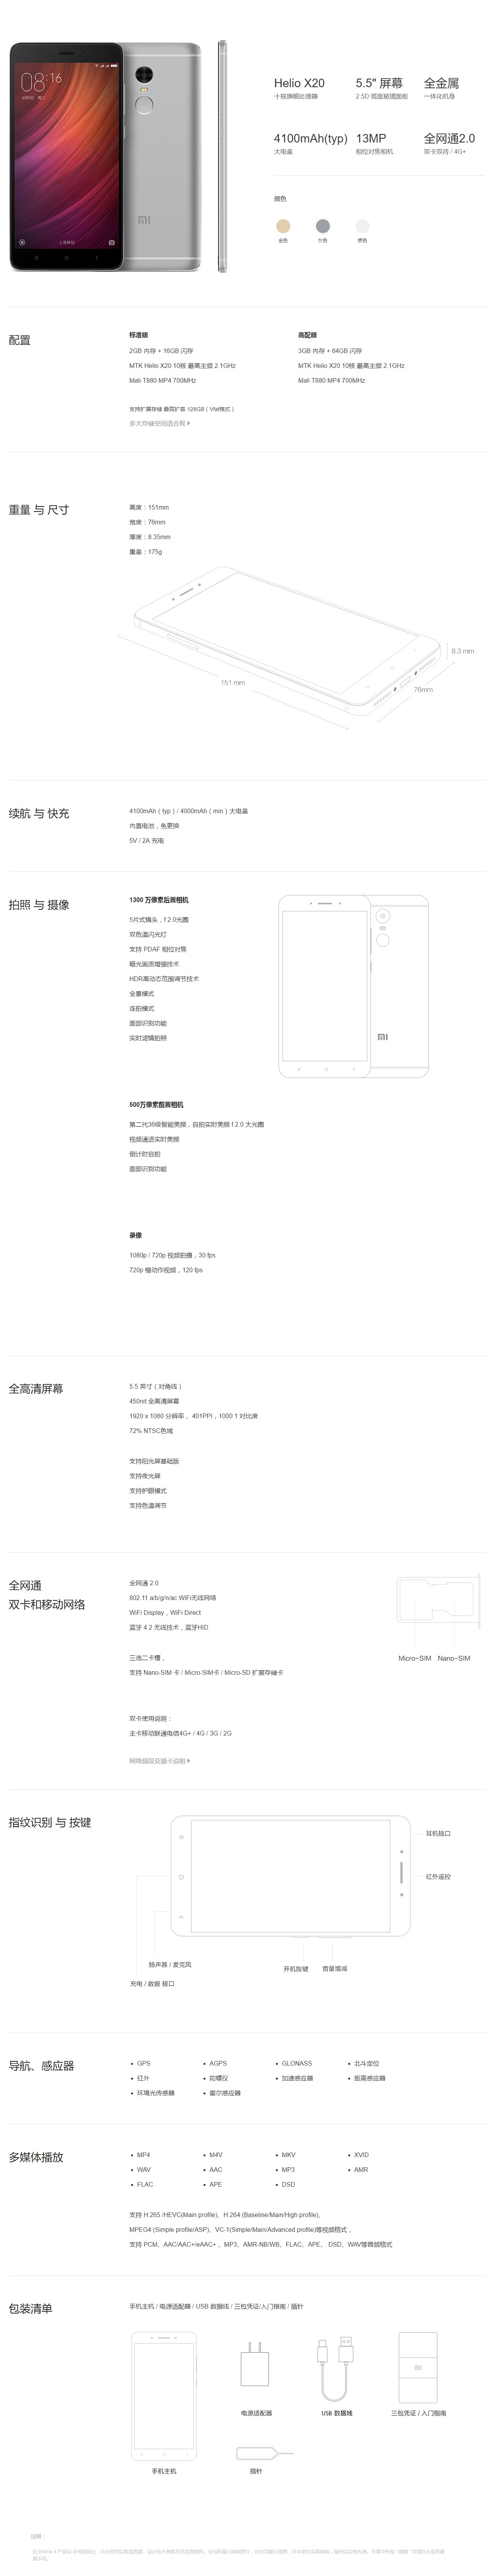 08:16
Helio X20
十核旗舰处理器
5.5" 屏幕
2.5D 弧面玻璃面板
全金属
一体化机身
4100mAh(typ)
大电量
13MP
相位对焦相机
全网通2.0
双卡双待 / 4G+
颜色
金色
灰色
银色
配置
标准版
2GB 内存 + 16GB 闪存
MTK Helio X20 10核 最高主频 2.1GHz
Mali T880 MP4 700MHz
支持扩展存储 最高扩容 128GB（Vfat格式）
多大存储空间适合我
高配版
3GB 内存 + 64GB 闪存
MTK Helio X20 10核 最高主频 2.1GHz
Mali T880 MP4 700MHz
重量 与 尺寸
高度：151mm
宽度：76mm
厚度：8.35mm
重量：175g
151 mm
76mm
8.3 mm
续航 与 快充
4100mAh（typ）/ 4000mAh（min）大电量
内置电池，免更换
5V / 2A 充电
拍照 与 摄像
1300 万像素后置相机
5片式镜头，f 2.0光圈
双色温闪光灯
支持 PDAF 相位对焦
暗光画质增强技术
HDR高动态范围调节技术
全景模式
连拍模式
面部识别功能
实时滤镜拍照
500万像素前置相机
第二代36级智能美颜，自拍实时美颜 f 2.0 大光圈
视频通话实时美颜
倒计时自拍
面部识别功能
录像
1080p / 720p 视频拍摄，30 fps
720p 慢动作视频，120 fps
全高清屏幕
5.5 英寸（对角线）
450nit 全高清屏幕
1920 x 1080 分辨率， 401PPI，1000:1 对比度
72% NTSC色域
支持阳光屏基础版
支持夜光屏
支持护眼模式
支持色温调节
全网通
双卡和移动网络
全网通 2.0
802.11 a/b/g/n/ac WiFi无线网络
WiFi Display，WiFi Direct
蓝牙 4.2 无线技术，蓝牙HID
三选二卡槽，
支持 Nano-SIM 卡 / Micro-SIM卡 / Micro-SD 扩展存储卡
双卡使用说明：
主卡移动联通电信4G+ / 4G / 3G / 2G
网络频段及插卡说明
Micro-SIM
Nano-SIM
指纹识别 与 按键
耳机插口
红外遥控
扬声器 / 麦克风
充电 / 数据 接口
开机按键
音量增减
导航、感应器
GPS
AGPS
GLONASS
北斗定位
红外
陀螺仪
加速感应器
距离感应器
环境光传感器
霍尔感应器
多媒体播放
MP4
M4V
MKV
XVID
WAV
AAC
MP3
AMR
FLAC
APE
DSD
支持 H.265 /HEVC(Main profile)、H.264 (Baseline/Main/High profile),
MPEG4 (Simple profile/ASP)、VC-1(Simple/Main/Advanced profile)等视频格式，
支持 PCM、AAC/AAC+/eAAC+ 、MP3、AMR-NB/WB、FLAC、APE、 DSD、WAV等音频格式
包装清单
手机主机 / 电源适配器 / USB 数据线 / 三包凭证/入门指南 / 插针
手机主机
电源适配器
USB 数据线
三包凭证 / 入门指南
插针
注释：